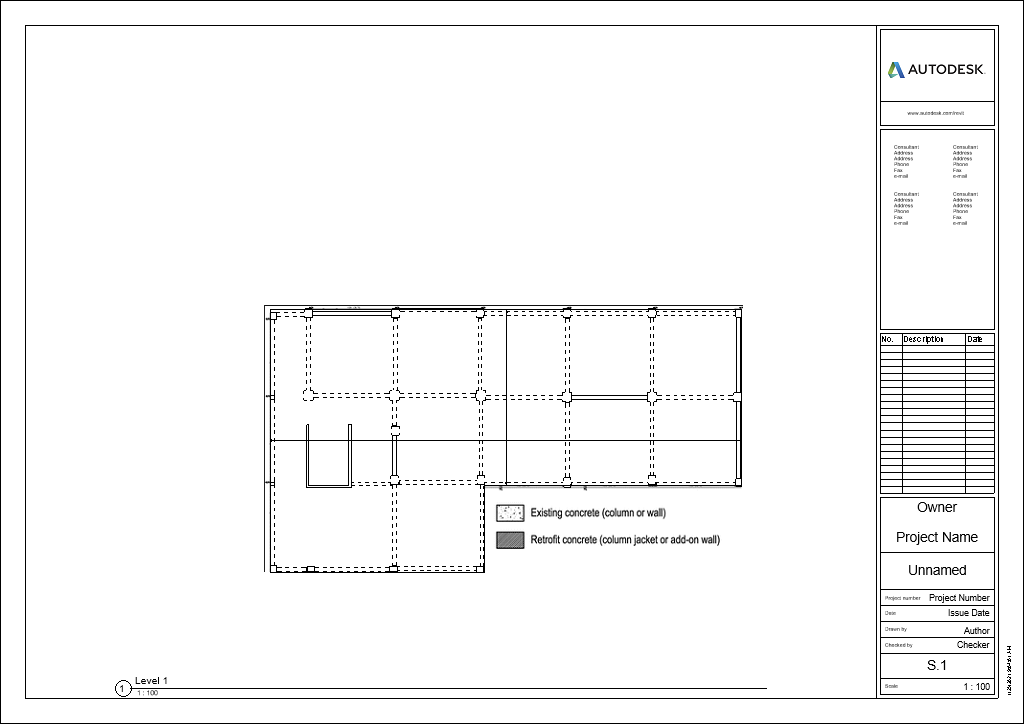 AUTODESK.
www.autodesk.com/revit
Consultant
Address
Address
Phone
Fax
e-mail
Consultant
Address
Address
Phone
Fax
e-mail
Consultant
Address
Address
Phone
Fax
e-mail
Consultant
Address
Address
Phone
Fax
e-mail
No. Description Date
Existing concrete (column or wall)
Retrofit concrete (column jacket or add-on wall)
Owner
Project Name
Unnamed
Project number Project Number
Date Issue Date
Drawn by Author
Checked by Checker
S.1
Scale 1 : 100
1 Level 1
1 : 100